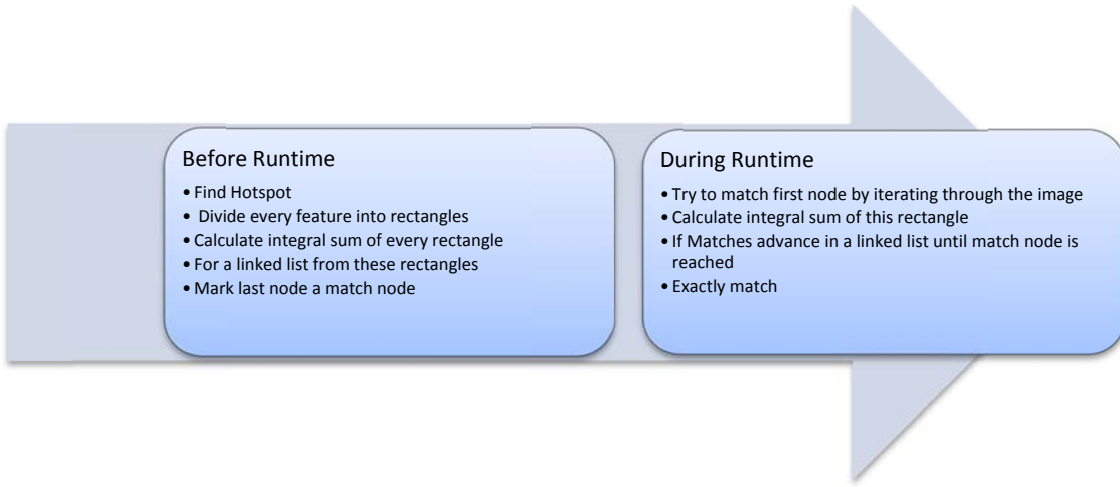 Before Runtime
• Find Hotspot
• Divide every feature into rectangles
• Calculate integral sum of every rectangle
• For a linked list from these rectangles
• Mark last node a match node
During Runtime
• Try to match first node by iterating through the image
• Calculate integral sum of this rectangle
• If Matches advance in a linked list until match node is
reached
• Exactly match